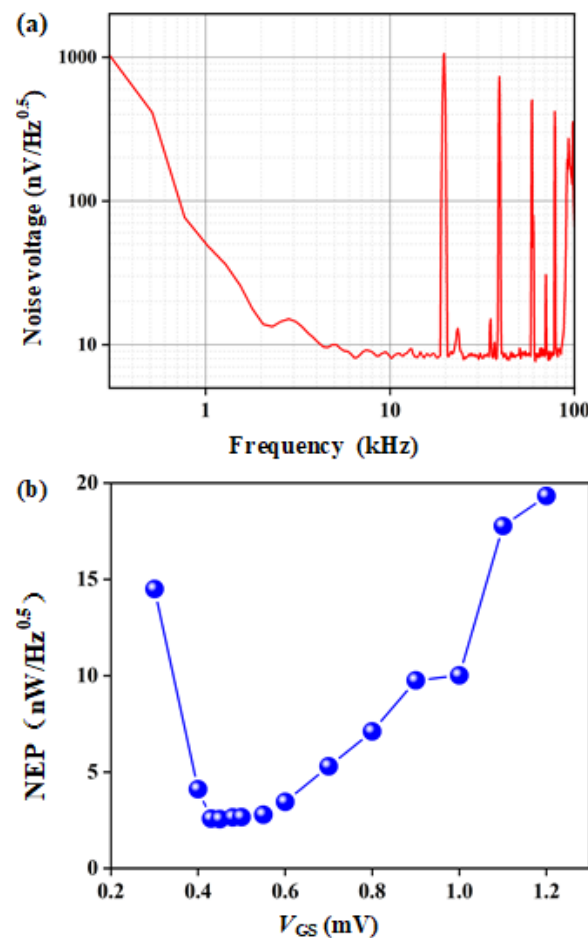 (a)
1000
100
10
Noise voltage (nV/Hz^0.5)
1 10 100
Frequency (kHz)
(b)
20
15
10
5
0
NEP (nW/Hz^0.5)
0.2 0.4 0.6 0.8 1.0 1.2
V_GS (mV)